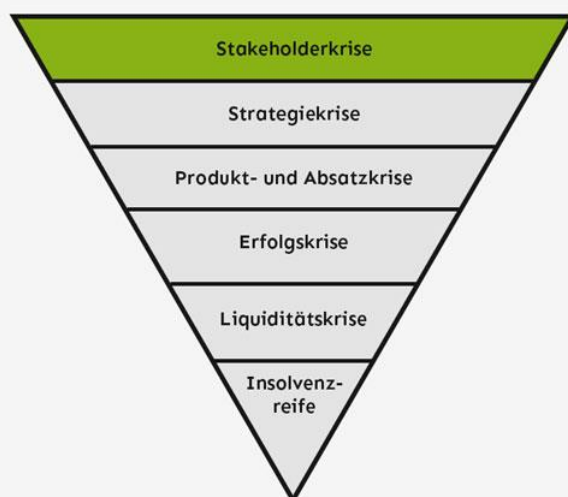 Stakeholderkrise
Strategiekrise
Produkt- und Absatzkrise
Erfolgskrise
Liquiditätskrise
Insolvenz-
reife